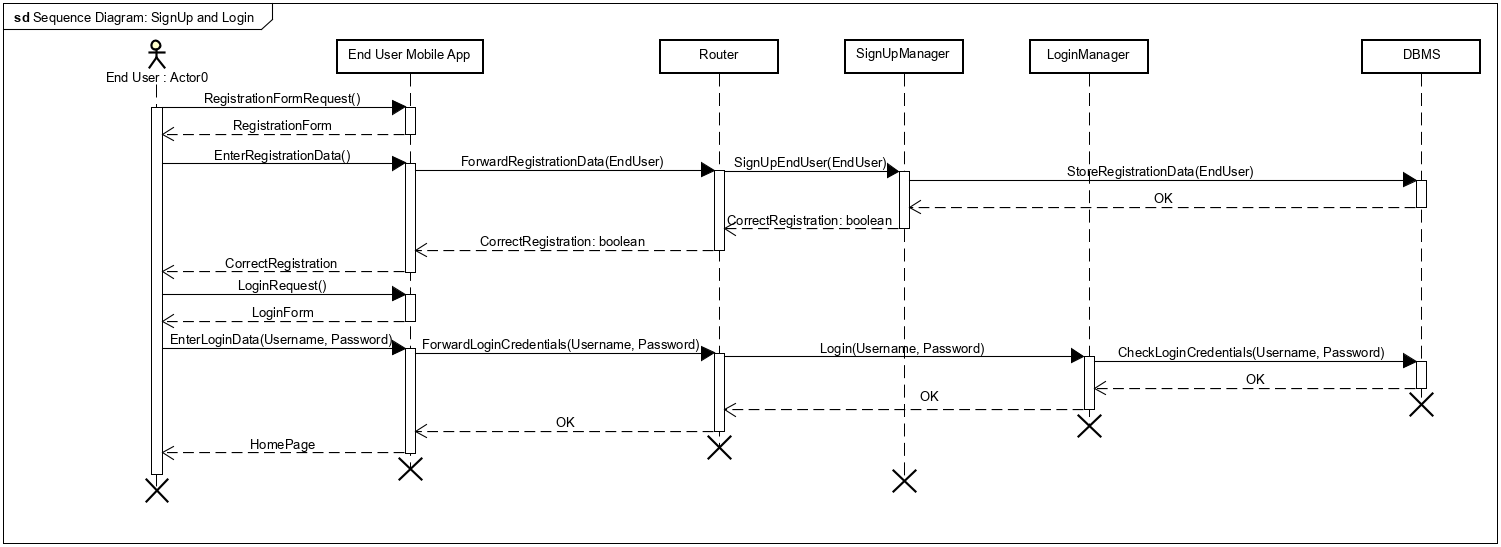 sd Sequence Diagram: SignUp and Login
End User : Actor0
End User Mobile App
Router
SignUpManager
LoginManager
DBMS
RegistrationFormRequest()
RegistrationForm
EnterRegistrationData()
ForwardRegistrationData(EndUser)
SignUpEndUser(EndUser)
StoreRegistrationData(EndUser)
OK
CorrectRegistration: boolean
CorrectRegistration: boolean
CorrectRegistration
LoginRequest()
LoginForm
EnterLoginData(Username, Password)
ForwardLoginCredentials(Username, Password)
Login(Username, Password)
CheckLoginCredentials(Username, Password)
OK
OK
OK
HomePage